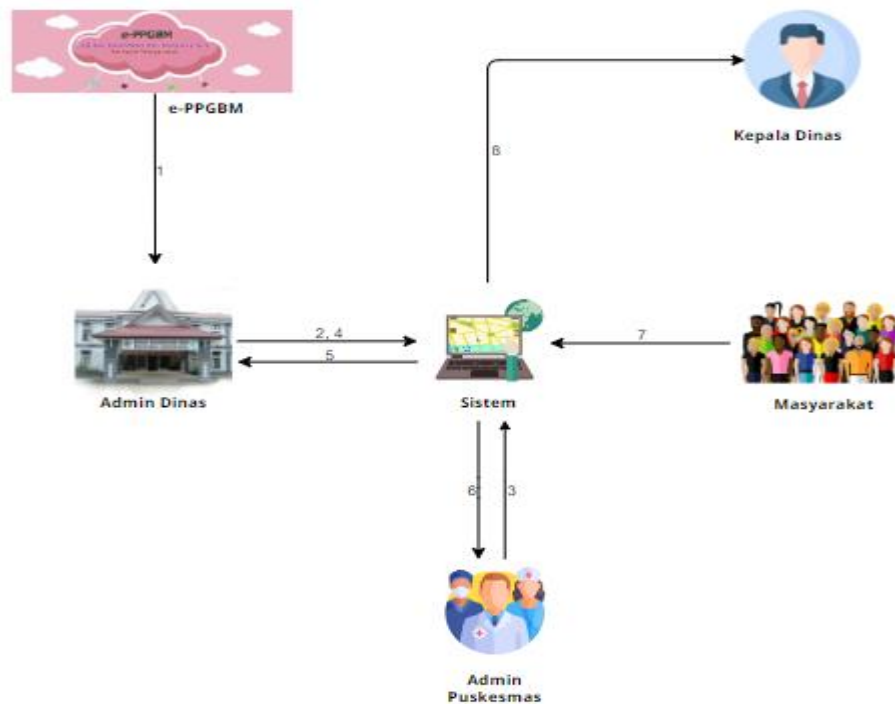 e-PPGBM
e-PPGBM
Kepala Dinas
1
8
2, 4
5
7
Admin Dinas
Sistem
Masyarakat
6
3
Admin
Puskesmas